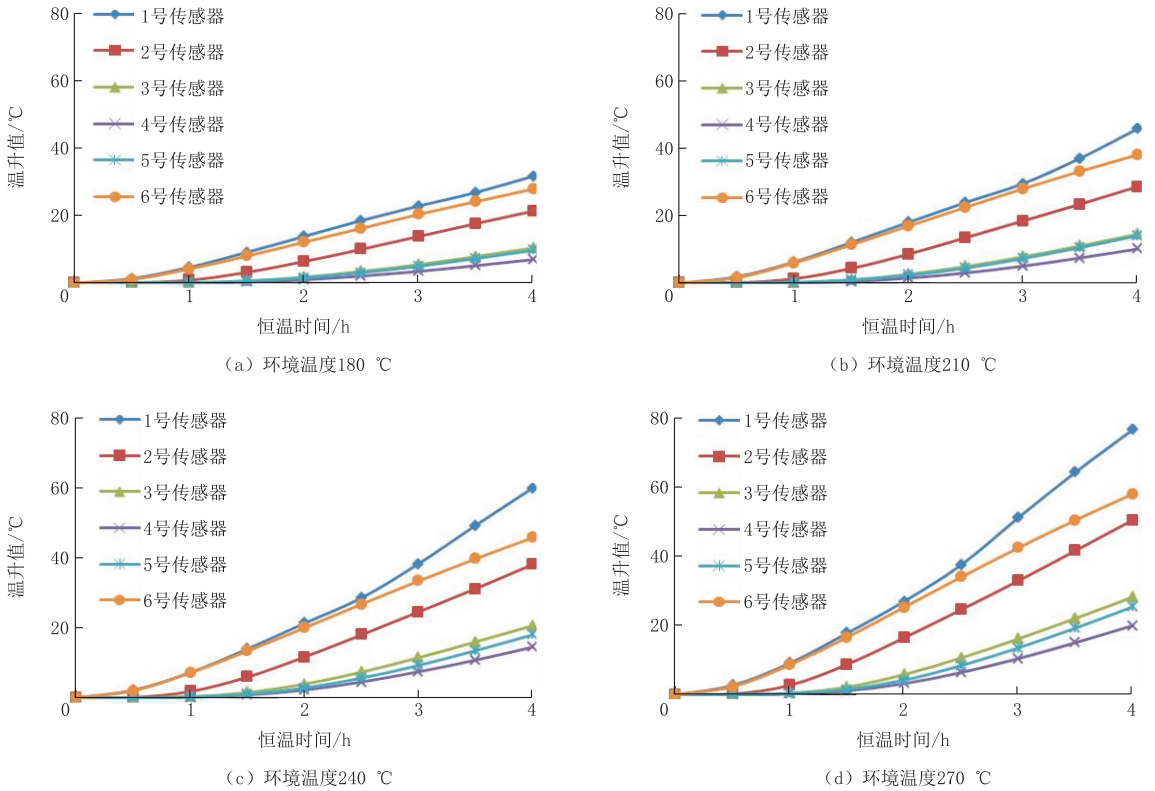 80
60
40
20
0
1
2
3
4
温升值/℃
恒温时间/h
1号传感器
2号传感器
3号传感器
4号传感器
5号传感器
6号传感器
(a) 环境温度180 ℃
80
60
40
20
0
1
2
3
4
温升值/℃
恒温时间/h
1号传感器
2号传感器
3号传感器
4号传感器
5号传感器
6号传感器
(b) 环境温度210 ℃
80
60
40
20
0
1
2
3
4
温升值/℃
恒温时间/h
1号传感器
2号传感器
3号传感器
4号传感器
5号传感器
6号传感器
(c) 环境温度240 ℃
80
60
40
20
0
1
2
3
4
温升值/℃
恒温时间/h
1号传感器
2号传感器
3号传感器
4号传感器
5号传感器
6号传感器
(d) 环境温度270 ℃